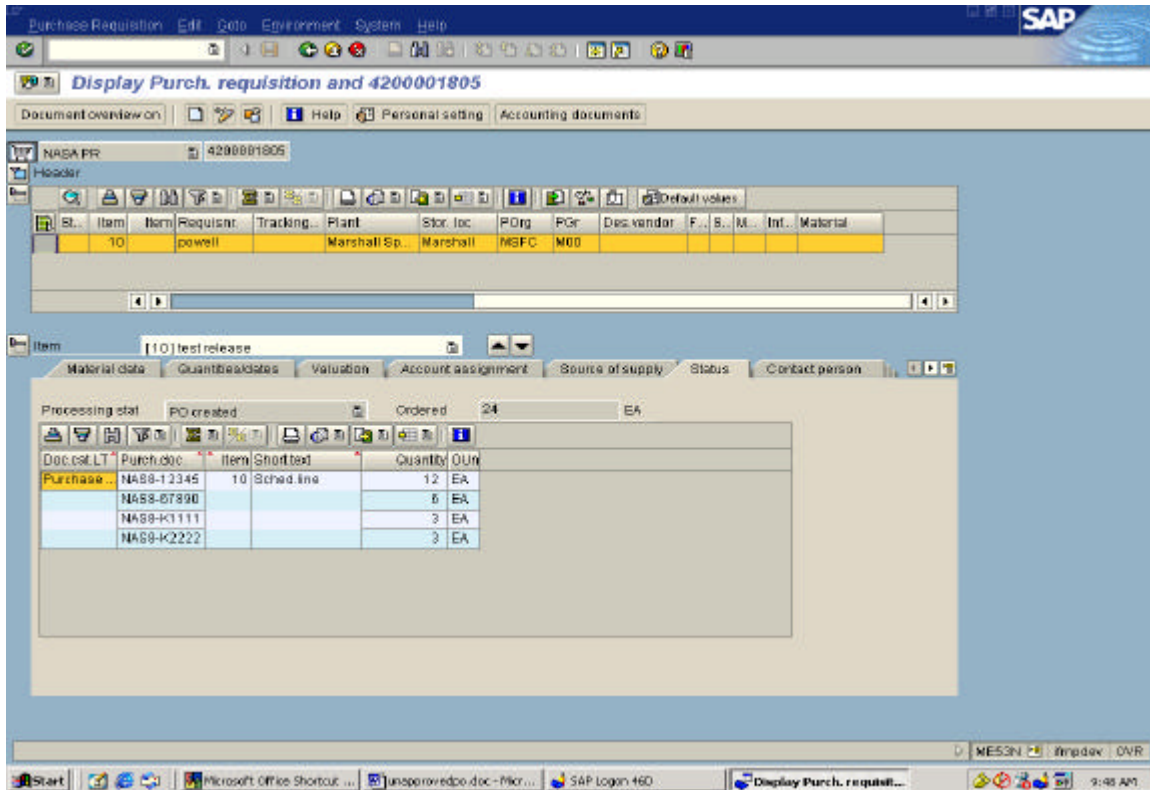 Purchase Requisition Edit Goto Environment System Help
SAP
Display Purch. requisition and 4200001805
Document overview on Help Personal setting Accounting documents
NASA PR 4200001805
Header
Default values
St... Item Item Requisnr. Tracking... Plant Stor. loc POrg PGr Des.vendor F... S... M... Int... Material
10 powell Marshall Sp... Marshall MSFC M00
Item [10] test release
Material data Quantities/dates Valuation Account assignment Source of supply Status Contact person
Processing stat PO created Ordered 24 EA
Doc.cat.LT Purch.doc. Item Short text Quantity OUn
Purchase... NAS8-12345 10 Sched.line 12 EA
NAS8-67890 6 EA
NAS8-K1111 3 EA
NAS8-K2222 3 EA
ME53N OVR
Start Microsoft Office Shortcut ... unapprovedpo.doc - Micr... SAP Logon 46D Display Purch. requisit... 9:48 AM